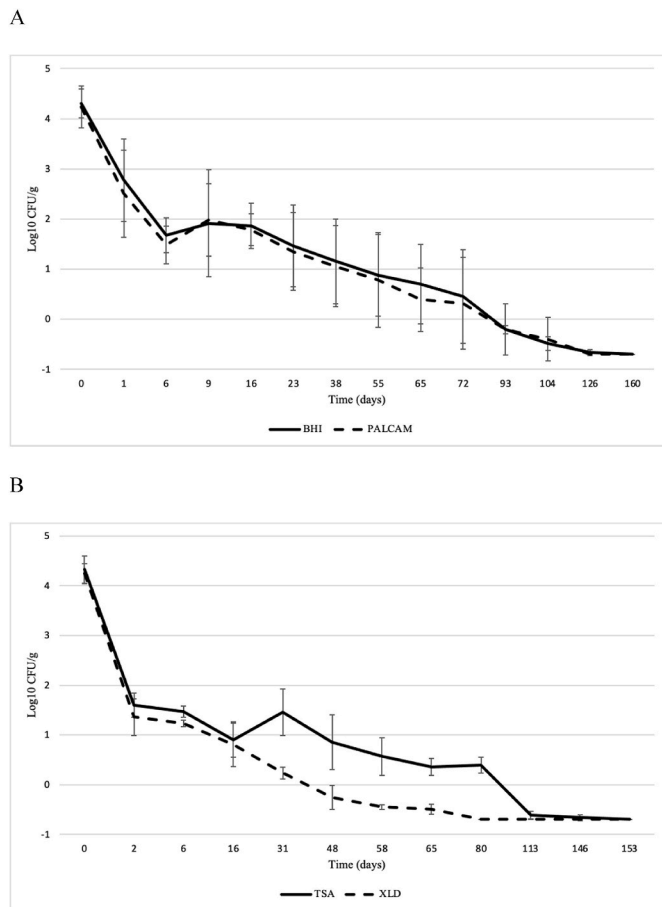 A
5
4
3
2
1
0
-1
Log10 CFU/g
0 1 6 9 16 23 38 55 65 72 93 104 126 160
Time (days)
BHI PALCAM
B
5
4
3
2
1
0
-1
Log10 CFU/g
0 2 6 16 31 48 58 65 80 113 146 153
Time (days)
TSA XLD